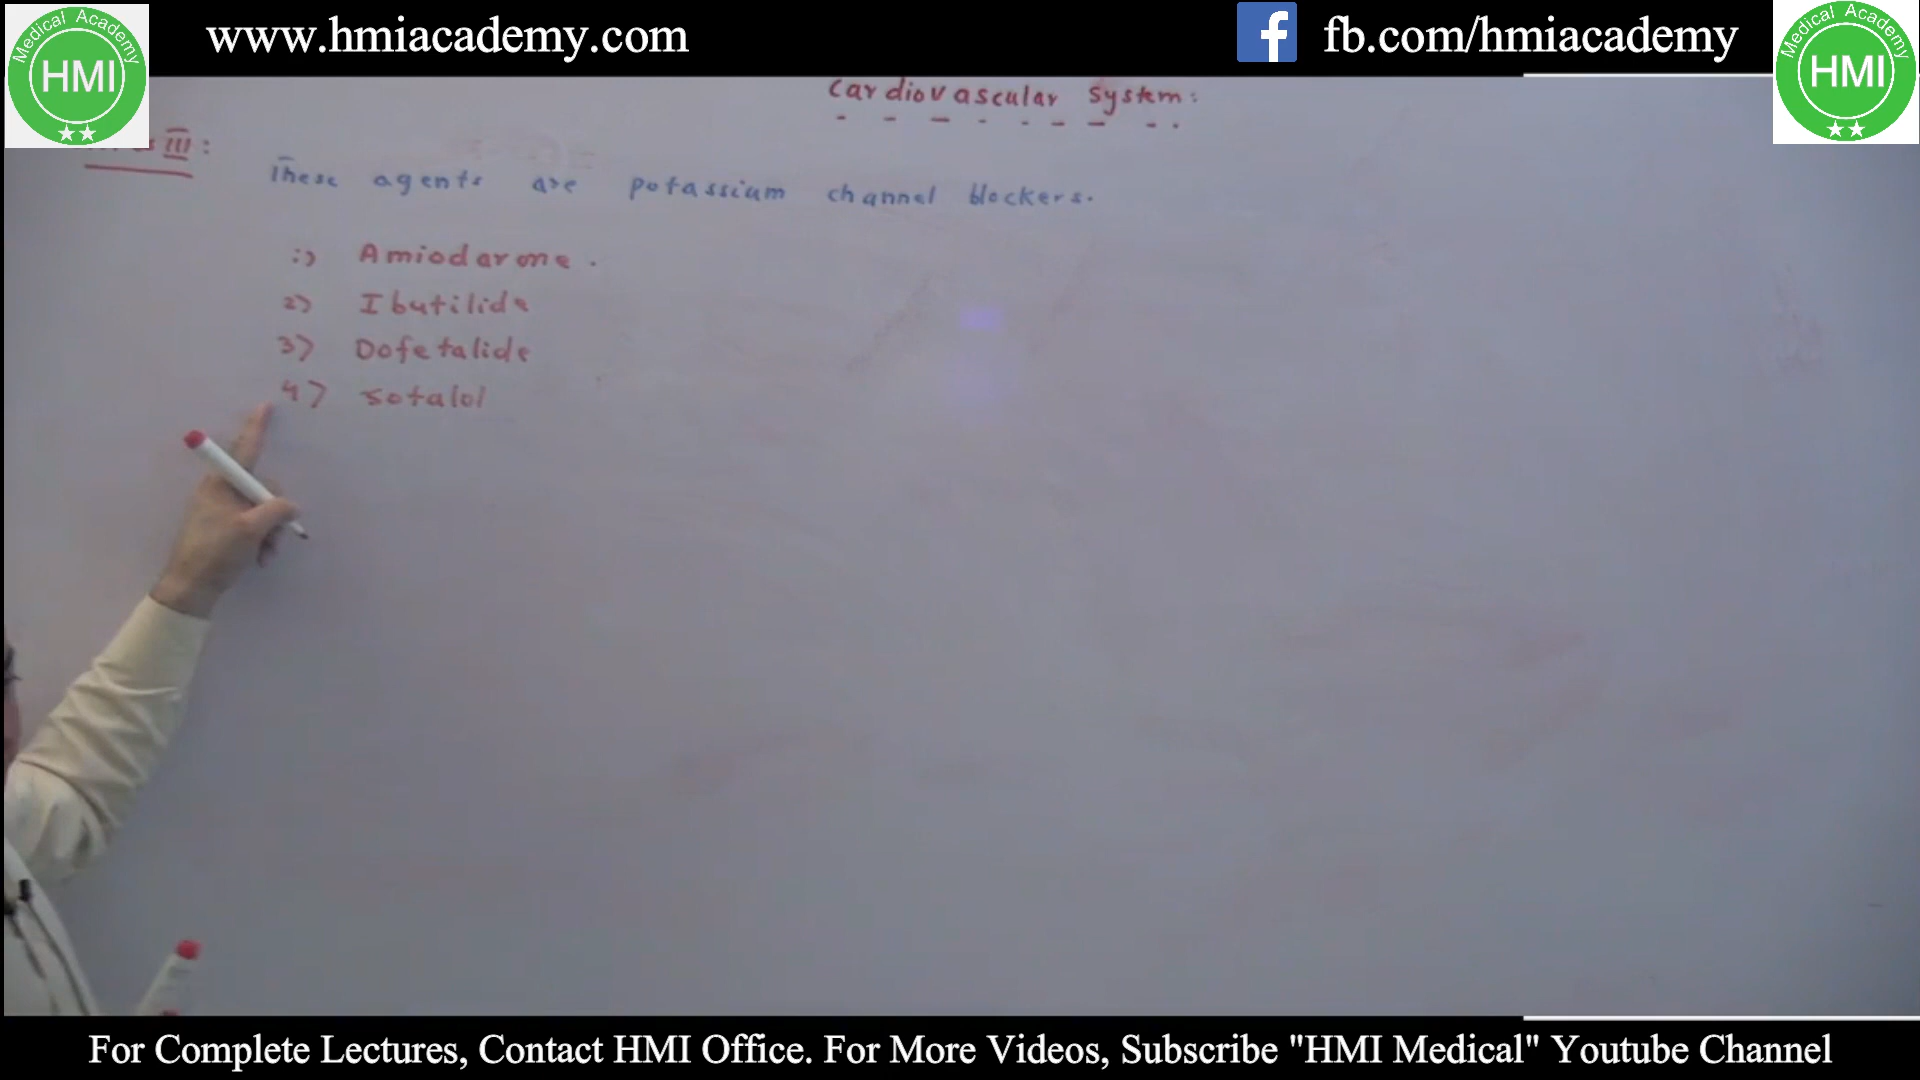 www.hmiacademy.com
fb.com/hmiacademy
Medical Academy
HMI
Medical Academy
HMI
Cardiovascular System:
III :
These agents are potassium channel blockers.
1) Amiodarone.
2) Ibutilide
3) Dofetalide
4) sotalol
For Complete Lectures, Contact HMI Office. For More Videos, Subscribe "HMI Medical" Youtube Channel